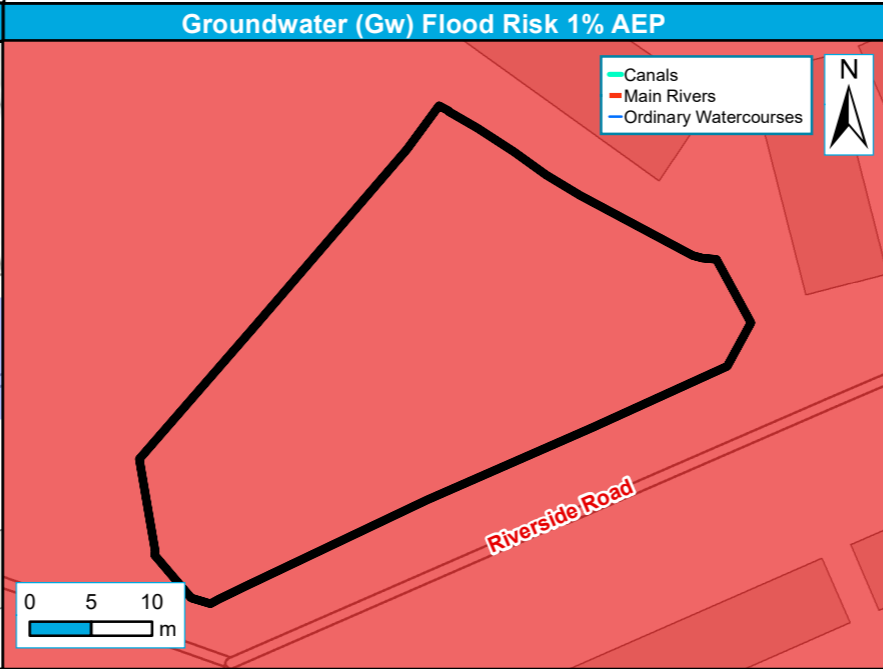 Groundwater (Gw) Flood Risk 1% AEP
Canals
Main Rivers
Ordinary Watercourses
N
Riverside Road
0 5 10
m